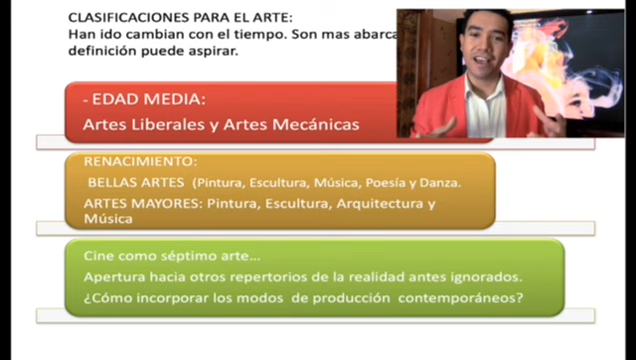 CLASIFICACIONES PARA EL ARTE:
Han ido cambian con el tiempo. Son mas
definición puede aspirar.
- EDAD MEDIA:
Artes Liberales y Artes Mecánicas
RENACIMIENTO:
BELLAS ARTES (Pintura, Escultura, Música, Poesía y Danza.
ARTES MAYORES: Pintura, Escultura, Arquitectura y
Música
Cine como séptimo arte...
Apertura hacia otros repertorios de la realidad antes ignorados.
¿Cómo incorporar los modos de producción contemporáneos?